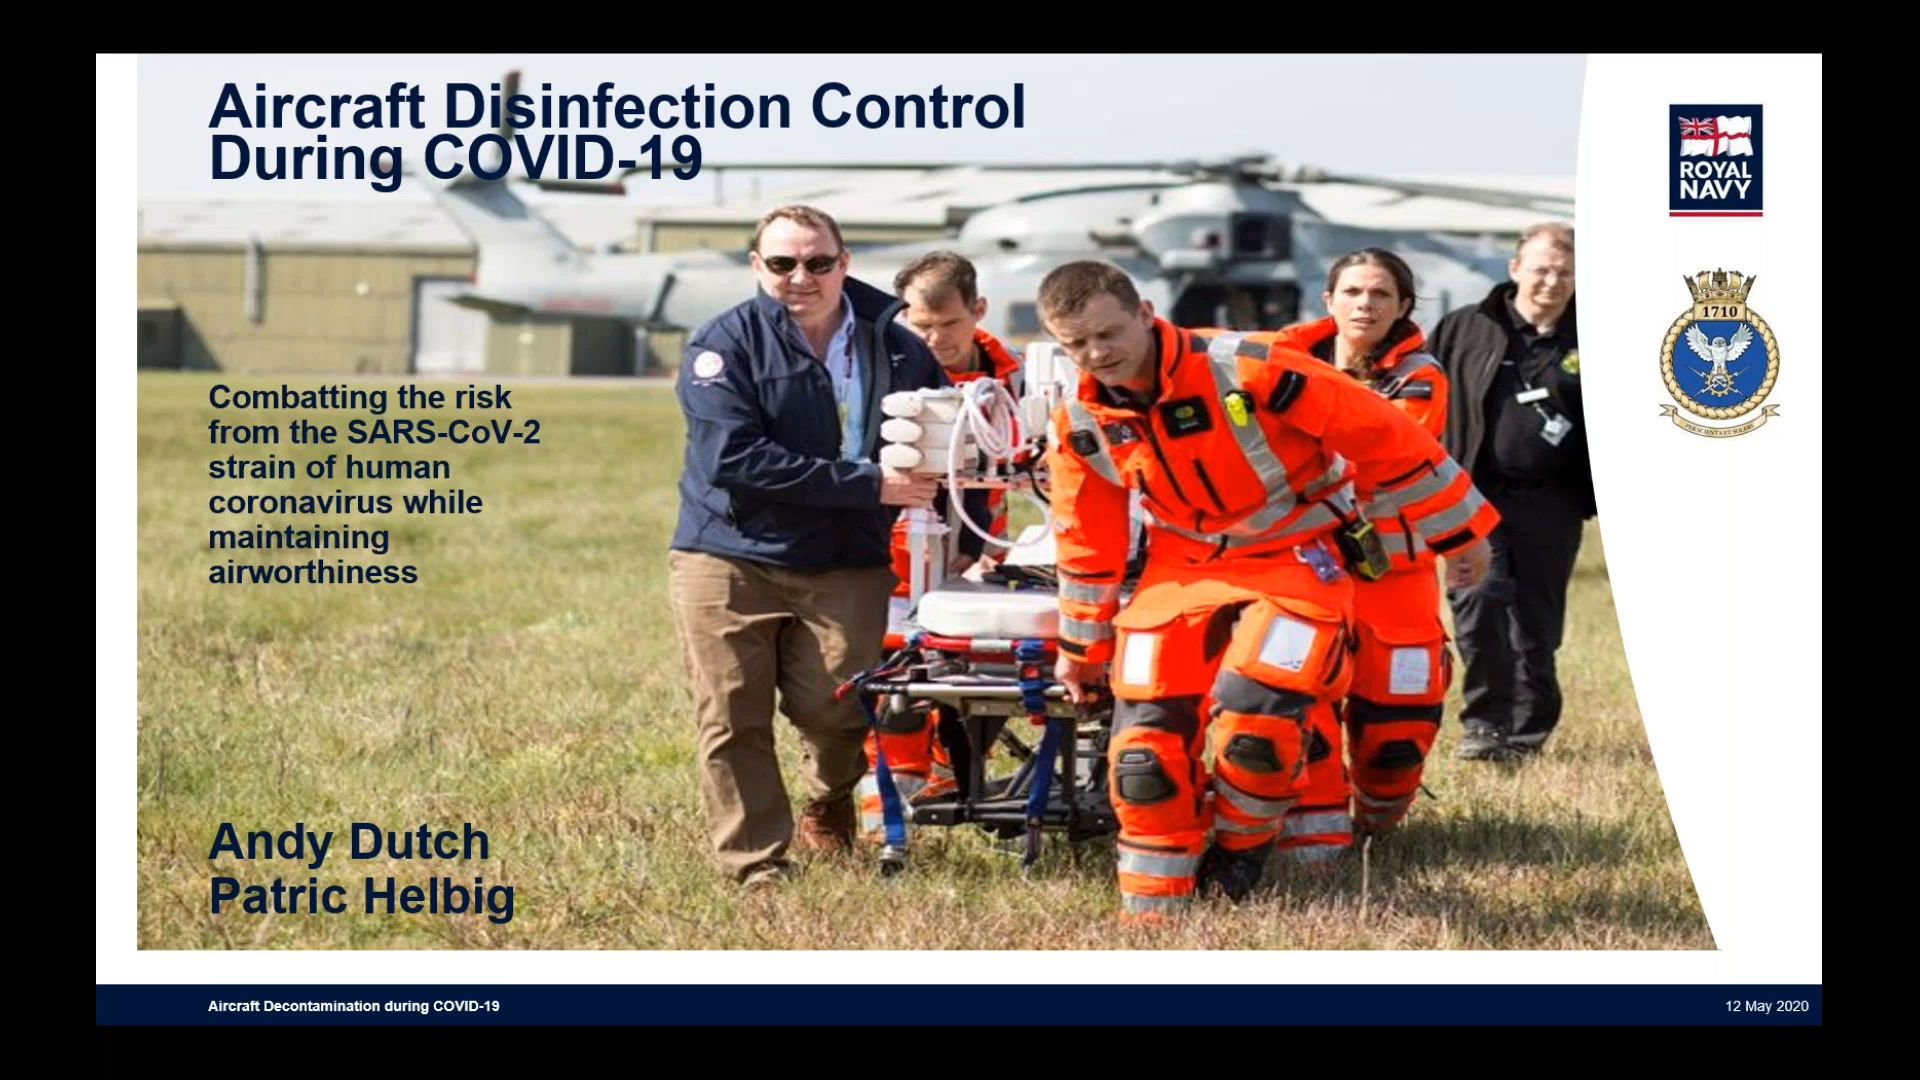 Aircraft Disinfection Control
During COVID-19
ROYAL
NAVY
1710
Combatting the risk
from the SARS-CoV-2
strain of human
coronavirus while
maintaining
airworthiness
Andy Dutch
Patric Helbig
Aircraft Decontamination during COVID-19
12 May 2020